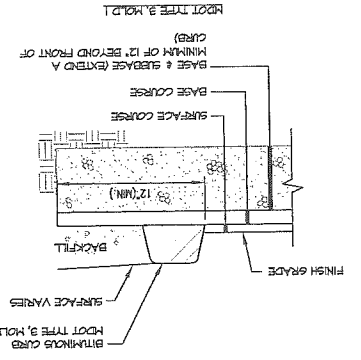 BITUMINOUS CURB
MDOT TYPE 3, MOLD
SURFACE VARIES
FINISH GRADE
BACKFILL
12" (MIN.)
SURFACE COURSE
BASE COURSE
BASE & SUBBASE (EXTEND A
MINIMUM OF 12" BEYOND FRONT OF
CURB)
MDOT TYPE 3, MOLD 1